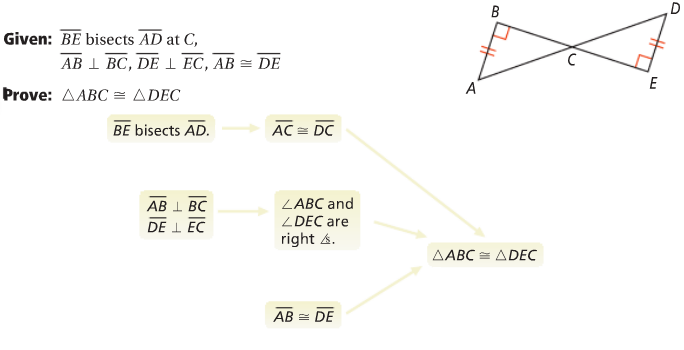 Given: BE bisects AD at C,
AB ⊥ BC, DE ⊥ EC, AB ≅ DE
Prove: △ABC ≅ △DEC
B
D
C
A
E
BE bisects AD.
AC ≅ DC
AB ⊥ BC
DE ⊥ EC
∠ABC and
∠DEC are
right ∠s.
△ABC ≅ △DEC
AB ≅ DE